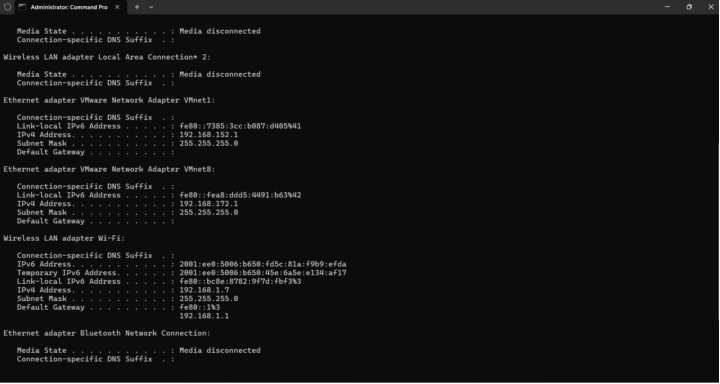 Administrator: Command Pro
Media State . . . . . . . . . . . : Media disconnected
Connection-specific DNS Suffix  . :
Wireless LAN adapter Local Area Connection* 2:
Media State . . . . . . . . . . . : Media disconnected
Connection-specific DNS Suffix  . :
Ethernet adapter VMware Network Adapter VMnet1:
Connection-specific DNS Suffix  . :
Link-local IPv6 Address . . . . . : fe80::7385:3cc:b087:d405%41
IPv4 Address. . . . . . . . . . . : 192.168.152.1
Subnet Mask . . . . . . . . . . . : 255.255.255.0
Default Gateway . . . . . . . . . :
Ethernet adapter VMware Network Adapter VMnet8:
Connection-specific DNS Suffix  . :
Link-local IPv6 Address . . . . . : fe80::fea8:ddd5:4491:b63%42
IPv4 Address. . . . . . . . . . . : 192.168.172.1
Subnet Mask . . . . . . . . . . . : 255.255.255.0
Default Gateway . . . . . . . . . :
Wireless LAN adapter Wi-Fi:
Connection-specific DNS Suffix  . :
IPv6 Address. . . . . . . . . . . : 2001:ee0:5006:b650:fd5c:81a:f9b9:efda
Temporary IPv6 Address. . . . . . : 2001:ee0:5006:b650:45e:6a5e:e134:af17
Link-local IPv6 Address . . . . . : fe80::bc8e:8782:9f7d:fbf3%3
IPv4 Address. . . . . . . . . . . : 192.168.1.7
Subnet Mask . . . . . . . . . . . : 255.255.255.0
Default Gateway . . . . . . . . . : fe80::1%3
192.168.1.1
Ethernet adapter Bluetooth Network Connection:
Media State . . . . . . . . . . . : Media disconnected
Connection-specific DNS Suffix  . :